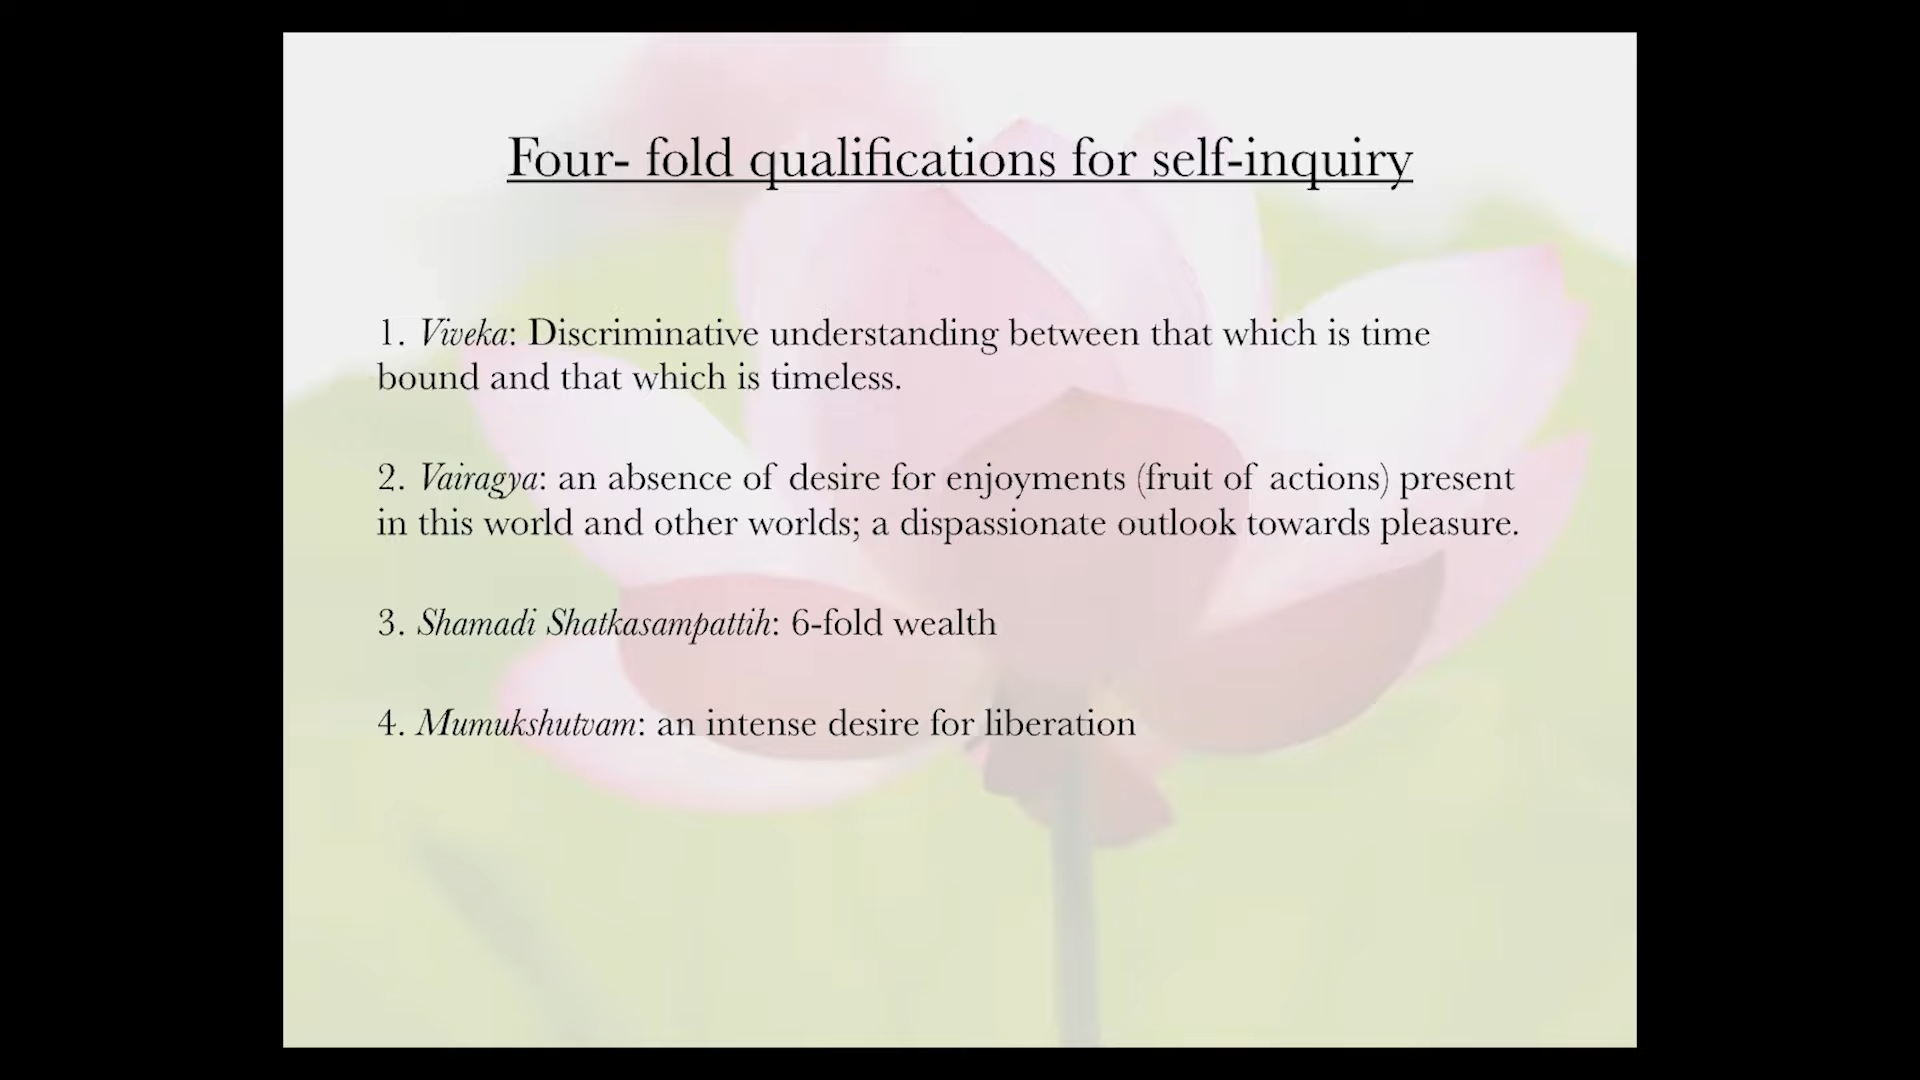 Four- fold qualifications for self-inquiry
1. Viveka: Discriminative understanding between that which is time
bound and that which is timeless.
2. Vairagya: an absence of desire for enjoyments (fruit of actions) present
in this world and other worlds; a dispassionate outlook towards pleasure.
3. Shamadi Shatkasampattih: 6-fold wealth
4. Mumukshutvam: an intense desire for liberation